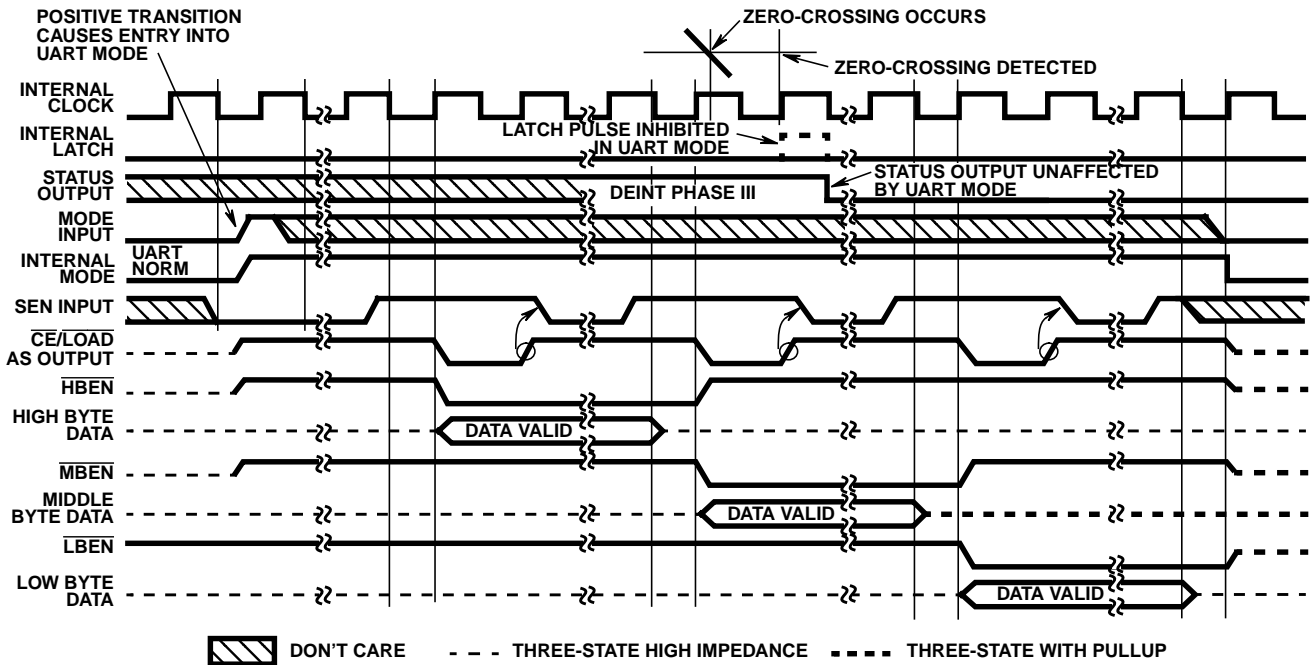 POSITIVE TRANSITION
CAUSES ENTRY INTO
UART MODE
ZERO-CROSSING OCCURS
ZERO-CROSSING DETECTED
INTERNAL
CLOCK
INTERNAL
LATCH
LATCH PULSE INHIBITED
IN UART MODE
STATUS
OUTPUT
DEINT PHASE III
STATUS OUTPUT UNAFFECTED
BY UART MODE
MODE
INPUT
INTERNAL
MODE
UART
NORM
SEN INPUT
CE/LOAD
AS OUTPUT
HBEN
HIGH BYTE
DATA
DATA VALID
MBEN
MIDDLE
BYTE DATA
DATA VALID
LBEN
LOW BYTE
DATA
DATA VALID
DON'T CARE
THREE-STATE HIGH IMPEDANCE
THREE-STATE WITH PULLUP